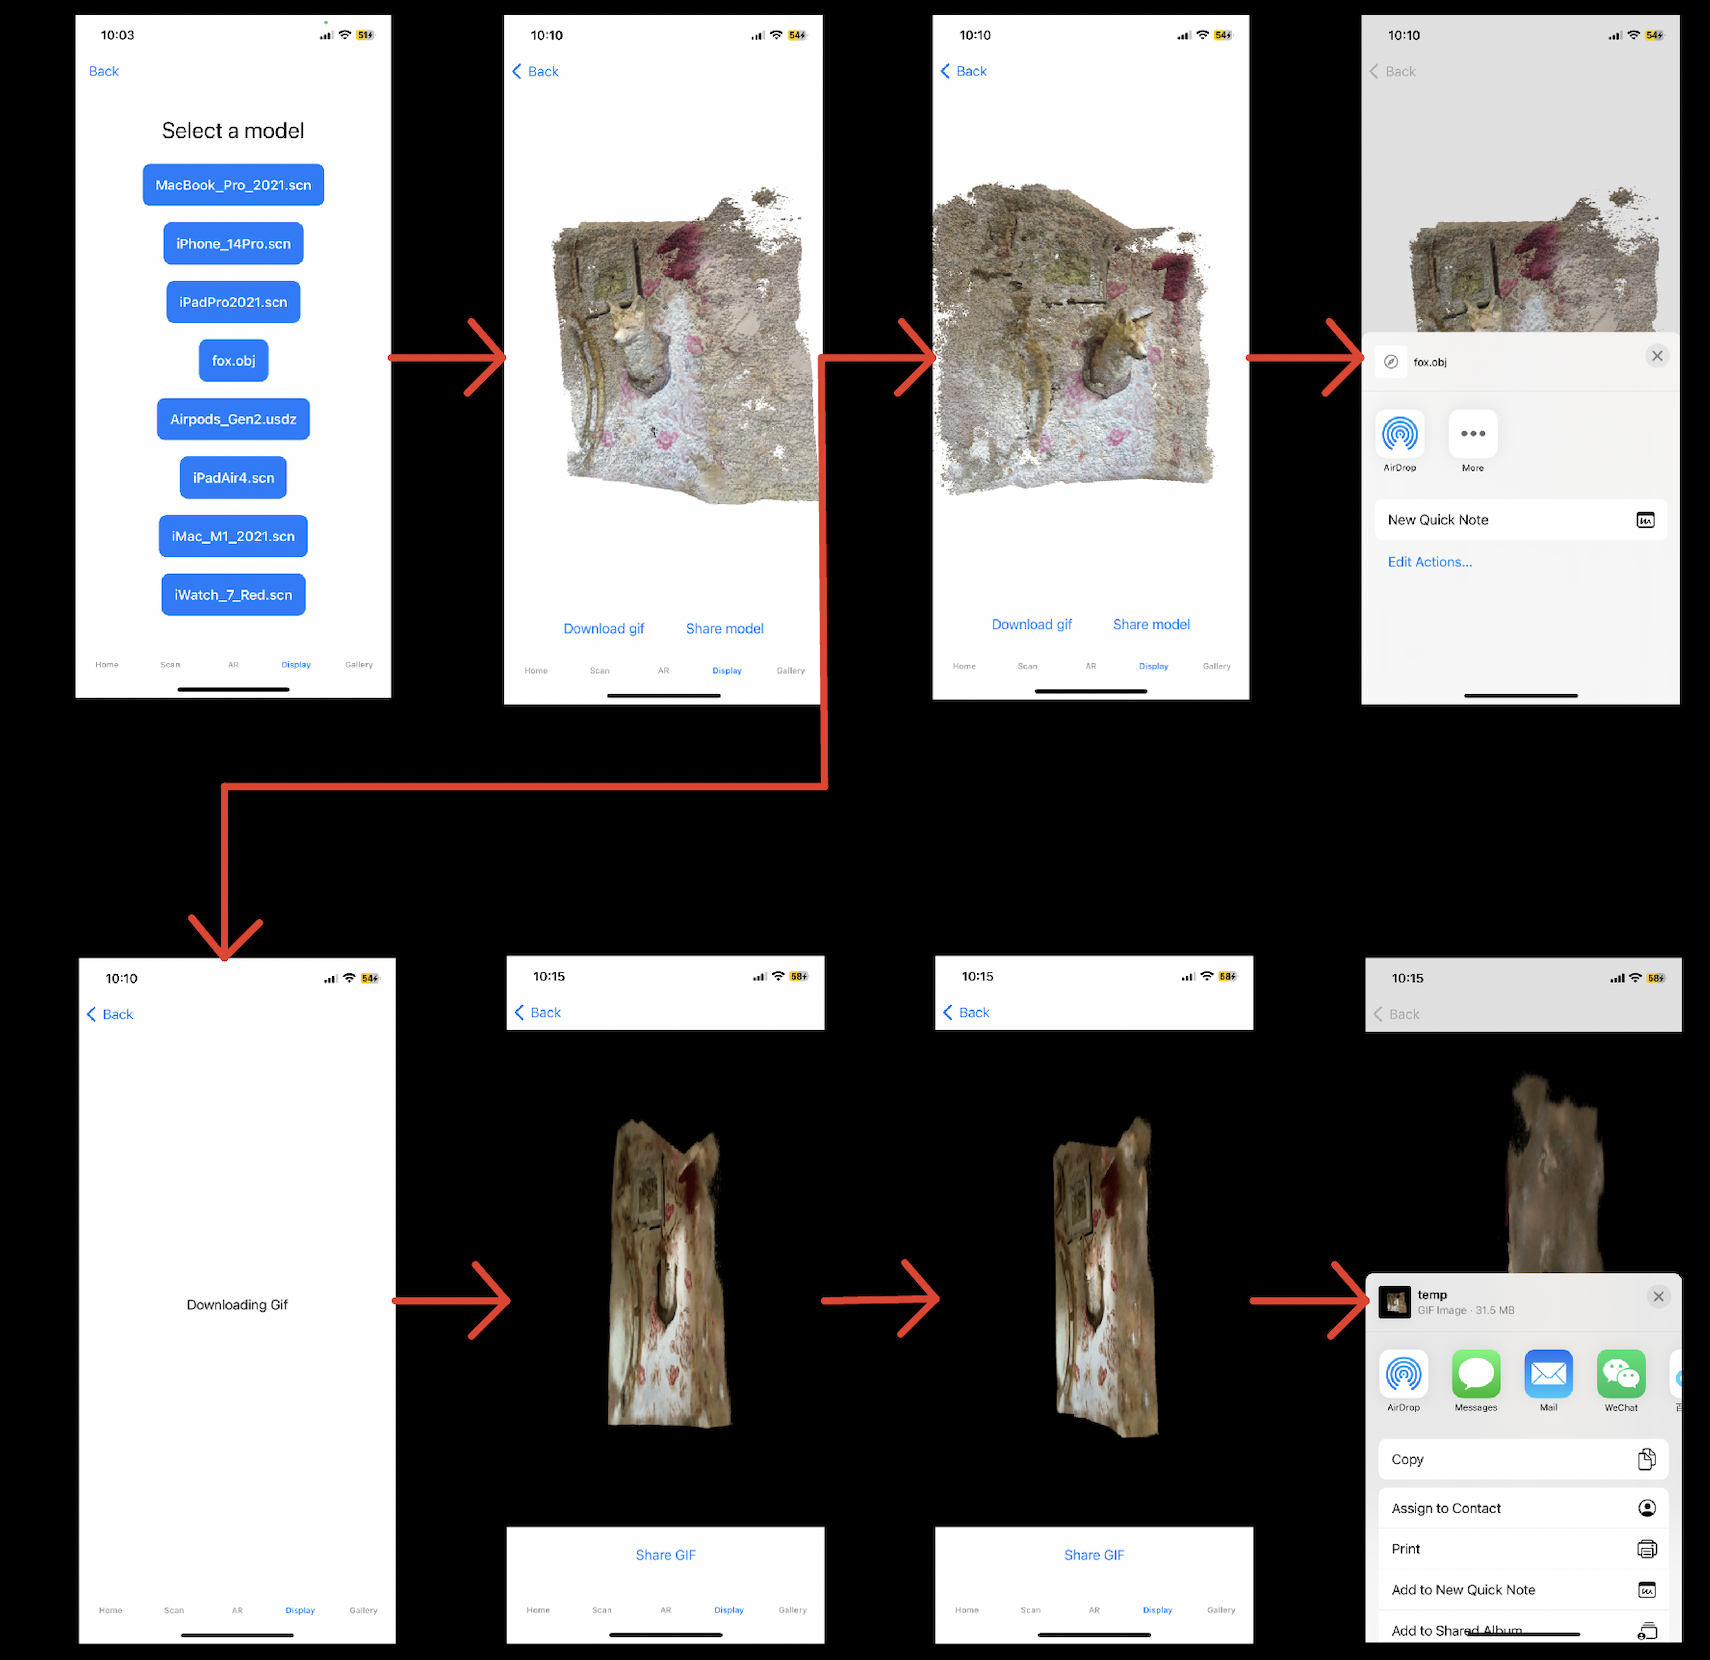 10:03
51
Back
Select a model
MacBook_Pro_2021.scn
iPhone_14Pro.scn
iPadPro2021.scn
fox.obj
Airpods_Gen2.usdz
iPadAir4.scn
iMac_M1_2021.scn
iWatch_7_Red.scn
Home Scan AR Display Gallery
10:10
54
Back
Download gif Share model
Home Scan AR Display Gallery
10:10
54
Back
Download gif Share model
Home Scan AR Display Gallery
10:10
54
Back
fox.obj
AirDrop More
New Quick Note
Edit Actions...
10:10
54
Back
Downloading Gif
Home Scan AR Display Gallery
10:15
58
Back
Share GIF
Home Scan AR Display Gallery
10:15
58
Back
Share GIF
Home Scan AR Display Gallery
10:15
58
Back
temp
GIF Image · 31.5 MB
AirDrop Messages Mail WeChat
Copy
Assign to Contact
Print
Add to New Quick Note
Add to Shared Album